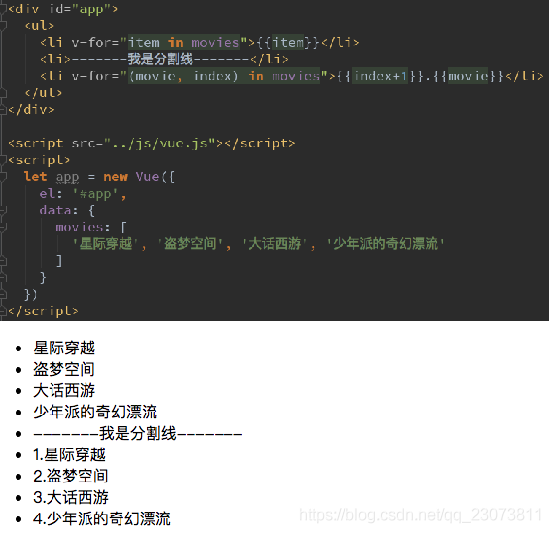 <div id="app">
<ul>
<li v-for="item in movies">{{item}}</li>
<li>-------我是分割线-------</li>
<li v-for="(movie, index) in movies">{{index+1}}.{{movie}}</li>
</ul>
</div>
<script src="../js/vue.js"></script>
<script>
let app = new Vue({
el: '#app',
data: {
movies: [
'星际穿越', '盗梦空间', '大话西游', '少年派的奇幻漂流'
]
}
})
</script>
星际穿越
盗梦空间
大话西游
少年派的奇幻漂流
-------我是分割线-------
1.星际穿越
2.盗梦空间
3.大话西游
4.少年派的奇幻漂流
https://blog.csdn.net/qq_23073811